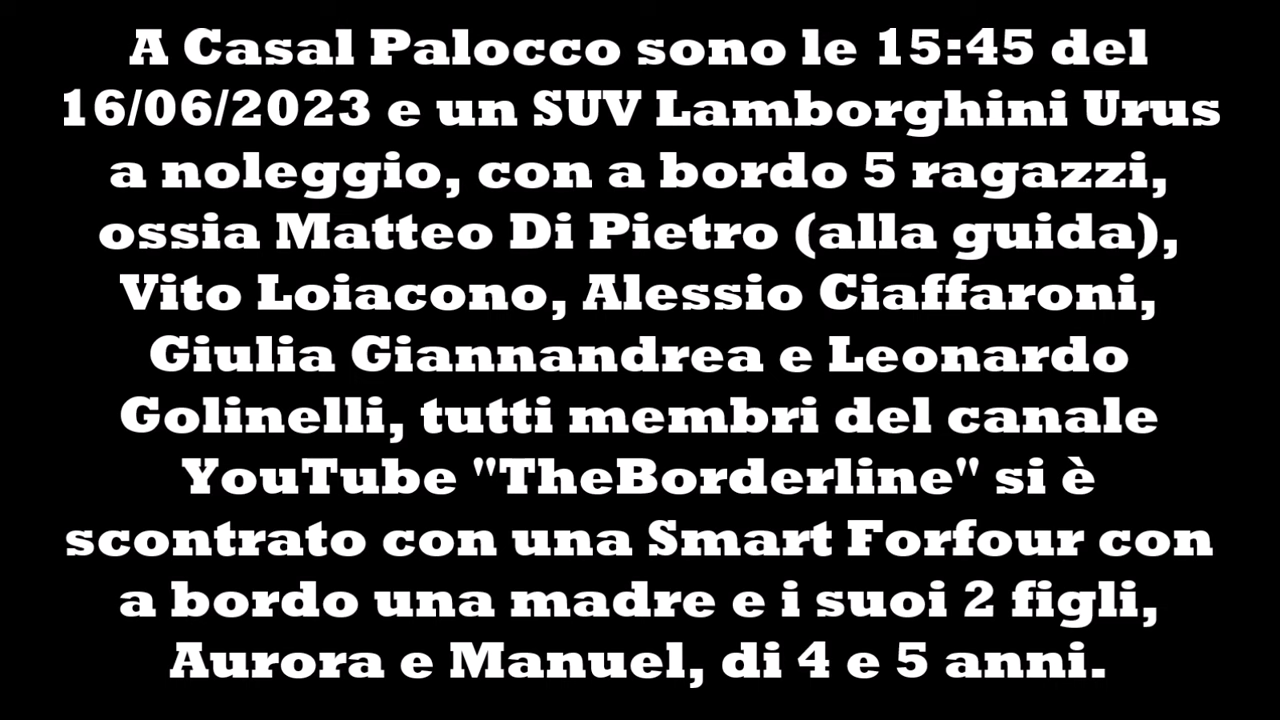 A Casal Palocco sono le 15:45 del
16/06/2023 e un SUV Lamborghini Urus
a noleggio, con a bordo 5 ragazzi,
ossia Matteo Di Pietro (alla guida),
Vito Loiacono, Alessio Ciaffaroni,
Giulia Giannandrea e Leonardo
Golinelli, tutti membri del canale
YouTube "TheBorderline" si è
scontrato con una Smart Forfour con
a bordo una madre e i suoi 2 figli,
Aurora e Manuel, di 4 e 5 anni.